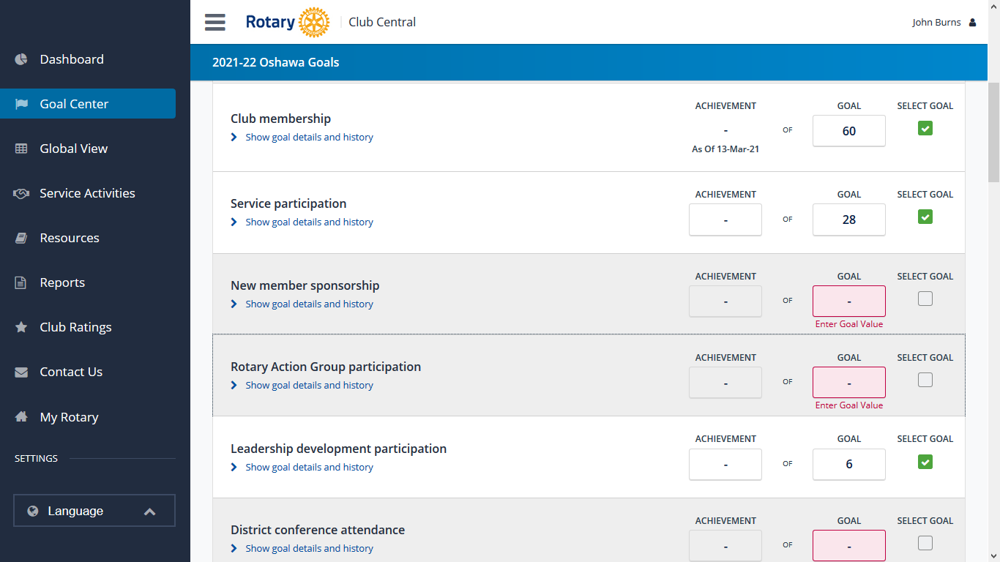 Dashboard
Goal Center
Global View
Service Activities
Resources
Reports
Club Ratings
Contact Us
My Rotary
SETTINGS
Language
Rotary
Club Central
John Burns
2021-22 Oshawa Goals
Club membership
Show goal details and history
ACHIEVEMENT
-
As Of 13-Mar-21
OF
GOAL
60
SELECT GOAL
Service participation
Show goal details and history
ACHIEVEMENT
-
OF
GOAL
28
SELECT GOAL
New member sponsorship
Show goal details and history
ACHIEVEMENT
-
OF
GOAL
-
Enter Goal Value
SELECT GOAL
Rotary Action Group participation
Show goal details and history
ACHIEVEMENT
-
OF
GOAL
-
Enter Goal Value
SELECT GOAL
Leadership development participation
Show goal details and history
ACHIEVEMENT
-
OF
GOAL
6
SELECT GOAL
District conference attendance
Show goal details and history
ACHIEVEMENT
-
OF
GOAL
-
SELECT GOAL